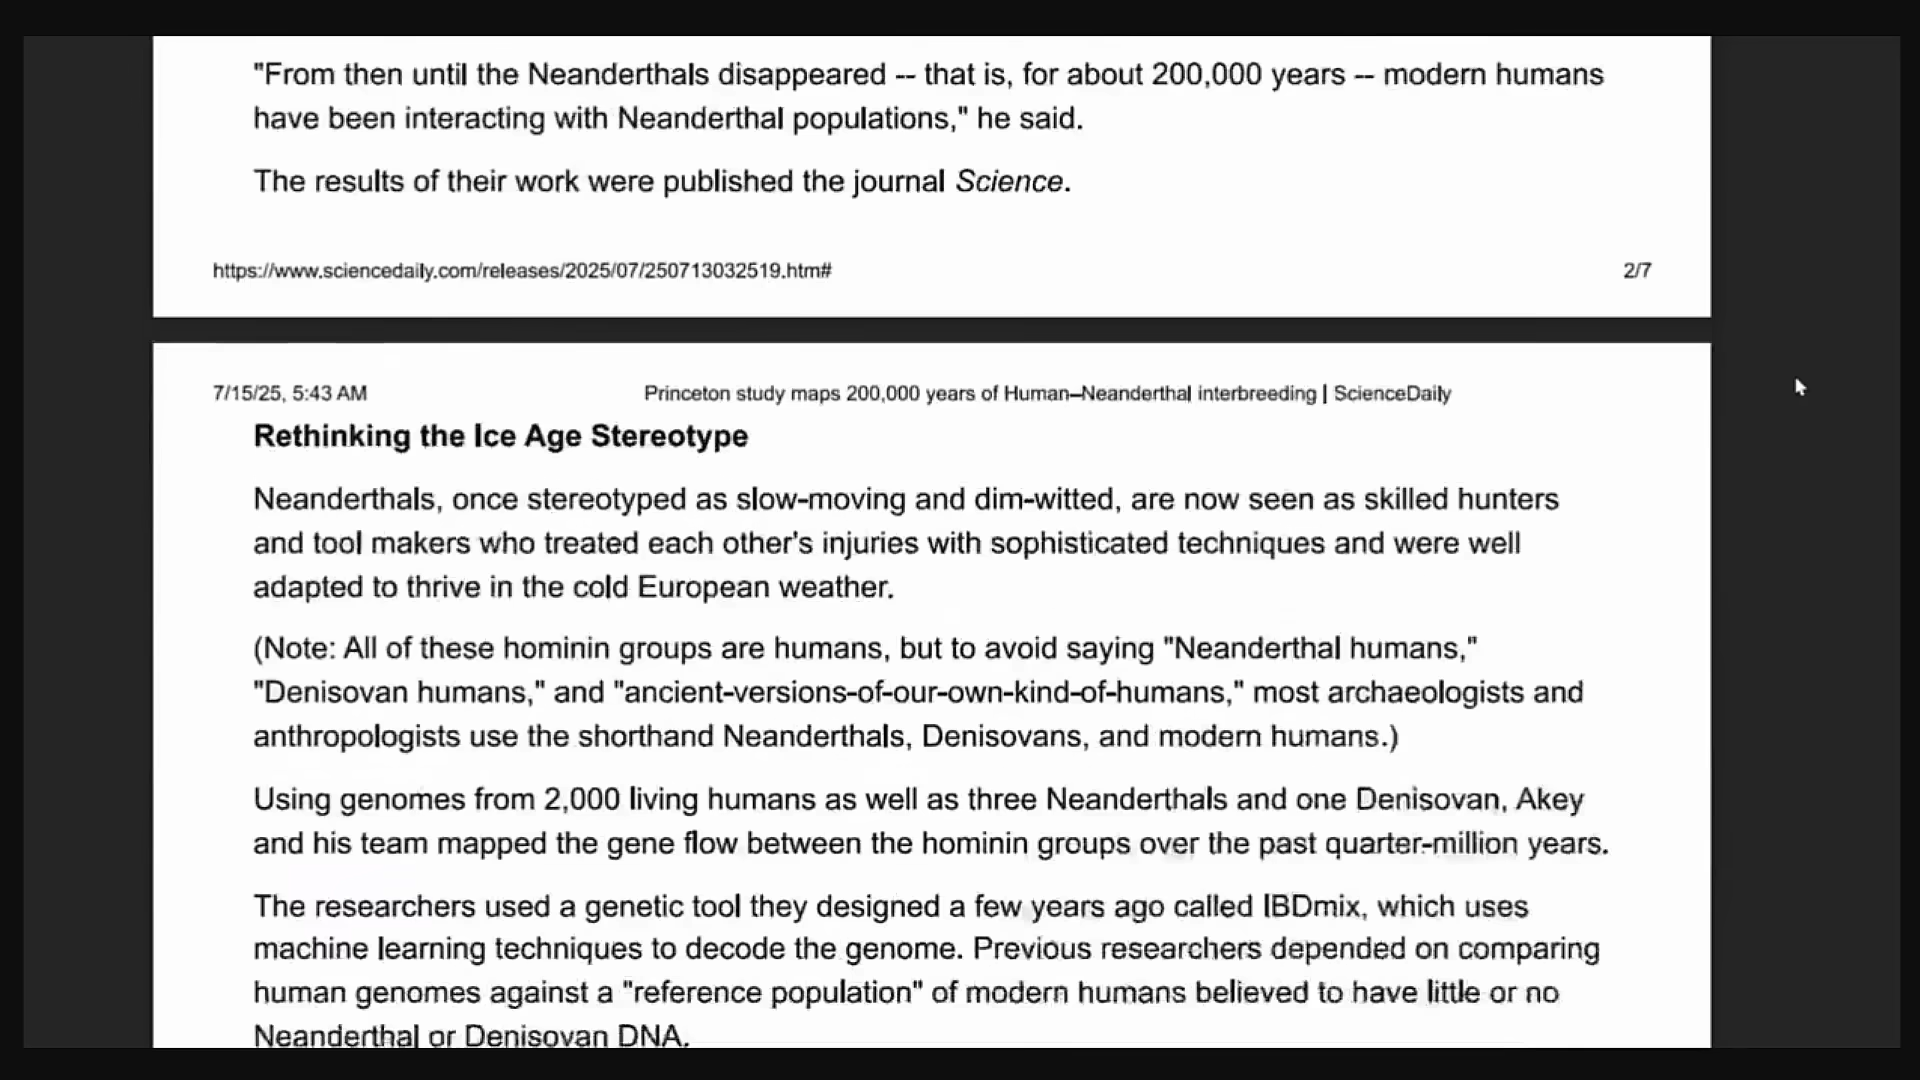 "From then until the Neanderthals disappeared -- that is, for about 200,000 years -- modern humans
have been interacting with Neanderthal populations," he said.
The results of their work were published the journal Science.
https://www.sciencedaily.com/releases/2025/07/250713032519.htm# 2/7
7/15/25, 5:43 AM Princeton study maps 200,000 years of Human–Neanderthal interbreeding | ScienceDaily
Rethinking the Ice Age Stereotype
Neanderthals, once stereotyped as slow-moving and dim-witted, are now seen as skilled hunters
and tool makers who treated each other's injuries with sophisticated techniques and were well
adapted to thrive in the cold European weather.
(Note: All of these hominin groups are humans, but to avoid saying "Neanderthal humans,"
"Denisovan humans," and "ancient-versions-of-our-own-kind-of-humans," most archaeologists and
anthropologists use the shorthand Neanderthals, Denisovans, and modern humans.)
Using genomes from 2,000 living humans as well as three Neanderthals and one Denisovan, Akey
and his team mapped the gene flow between the hominin groups over the past quarter-million years.
The researchers used a genetic tool they designed a few years ago called IBDmix, which uses
machine learning techniques to decode the genome. Previous researchers depended on comparing
human genomes against a "reference population" of modern humans believed to have little or no
Neanderthal or Denisovan DNA.